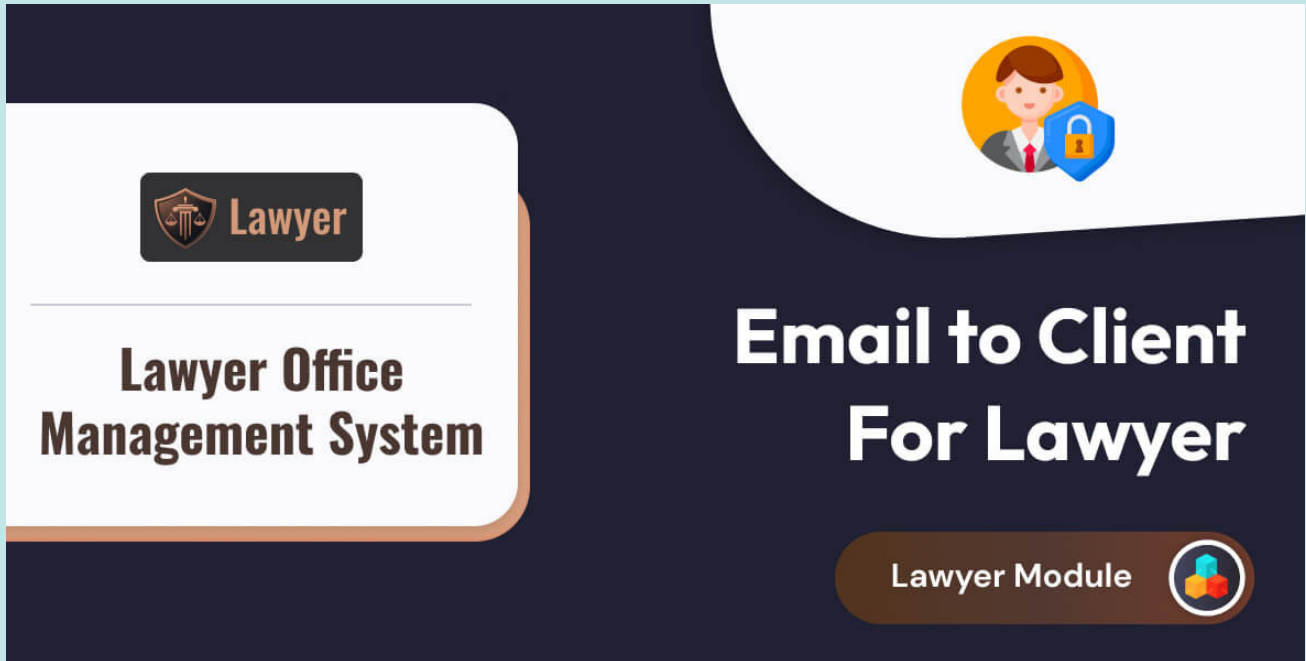 Lawyer
Lawyer Office
Management System
Email to Client
For Lawyer
Lawyer Module